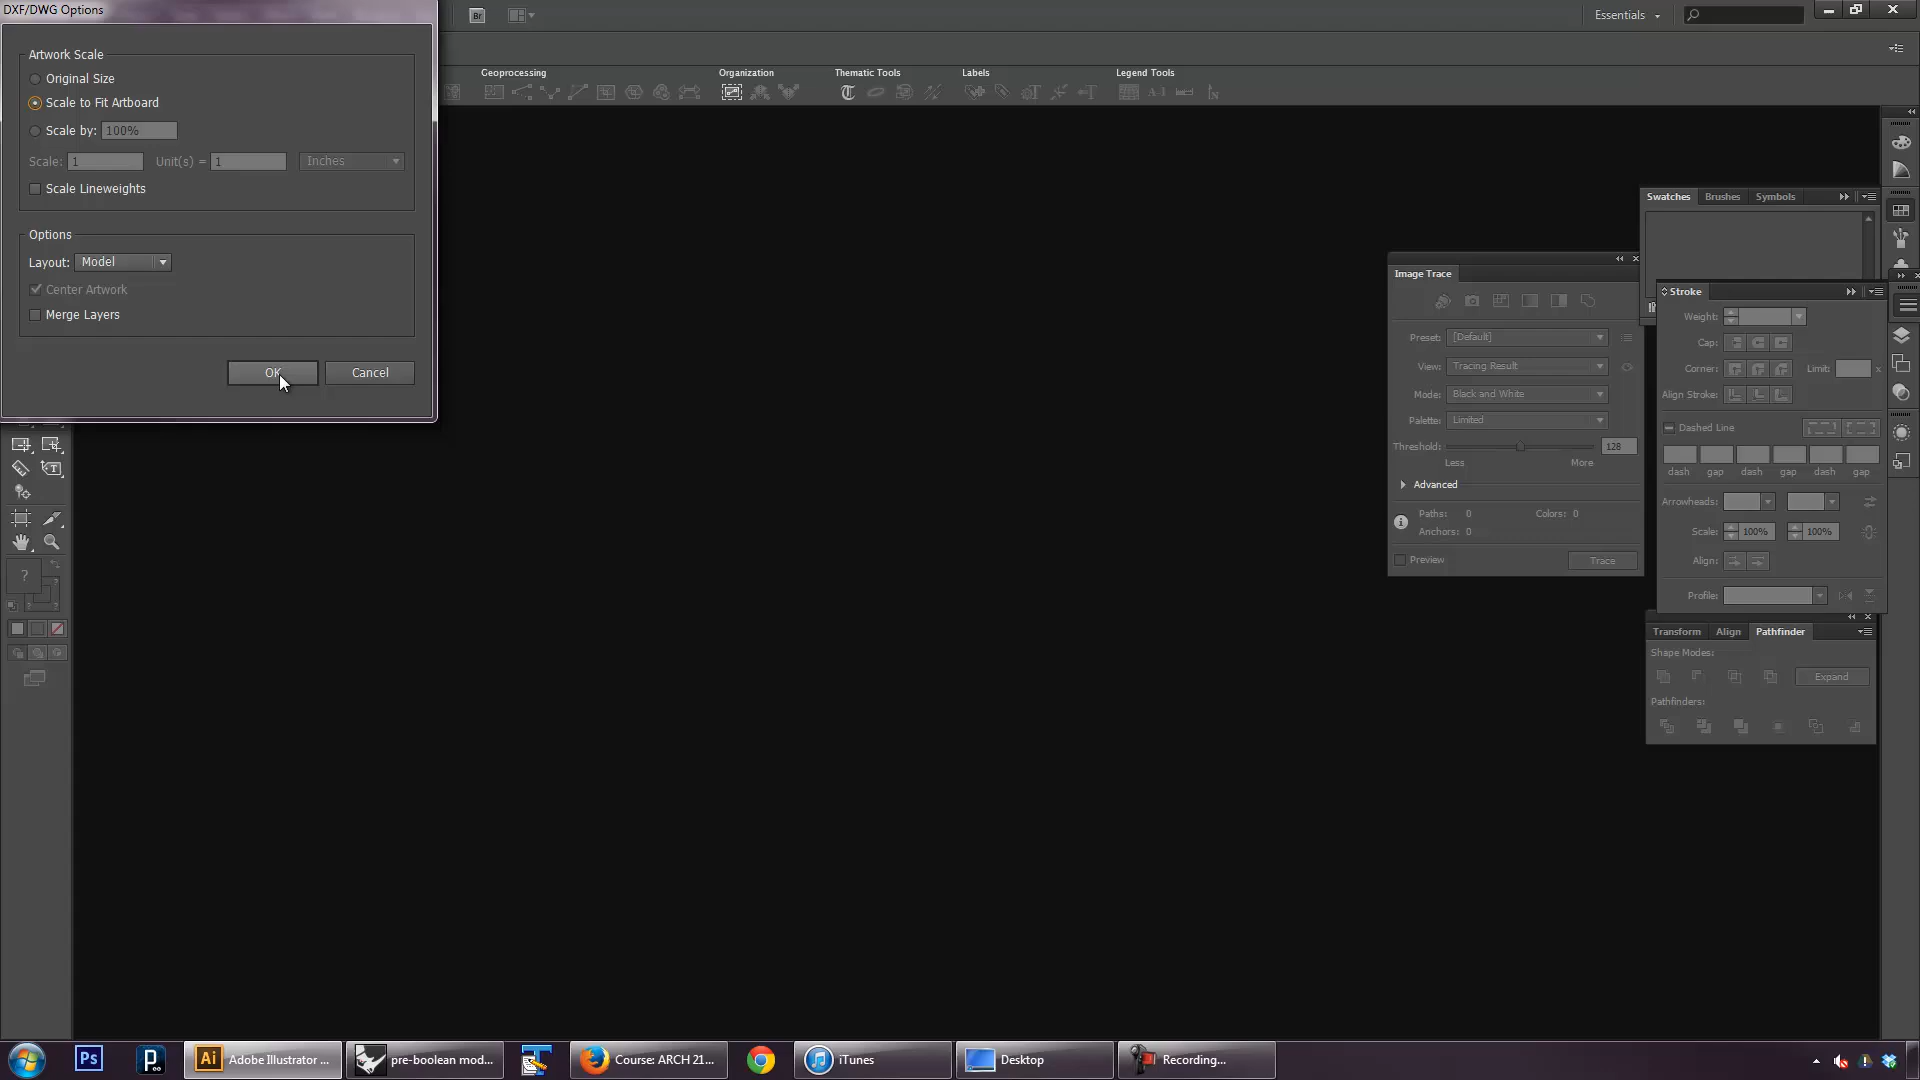 DXF/DWG Options
Artwork Scale
Original Size
Scale to Fit Artboard
Scale by: 100%
Scale: 1 Unit(s) = 1 Inches
Scale Lineweights
Options
Layout: Model
Center Artwork
Merge Layers
OK Cancel
Br
Essentials
Geoprocessing Organization Thematic Tools Labels Legend Tools
Swatches Brushes Symbols
Image Trace
Preset: [Default]
View: Tracing Result
Mode: Black and White
Palette: Limited
Threshold: 128
Less More
Advanced
Paths: 0 Colors: 0
Anchors: 0
Preview Trace
Stroke
Weight:
Cap:
Corner: Limit: x
Align Stroke:
Dashed Line
dash gap dash gap dash gap
Arrowheads:
Scale: 100% 100%
Align:
Profile:
Transform Align Pathfinder
Shape Modes:
Expand
Pathfinders:
?
Ps
Ai Adobe Illustrator ...
pre-boolean mod...
Course: ARCH 21...
iTunes
Desktop
Recording...